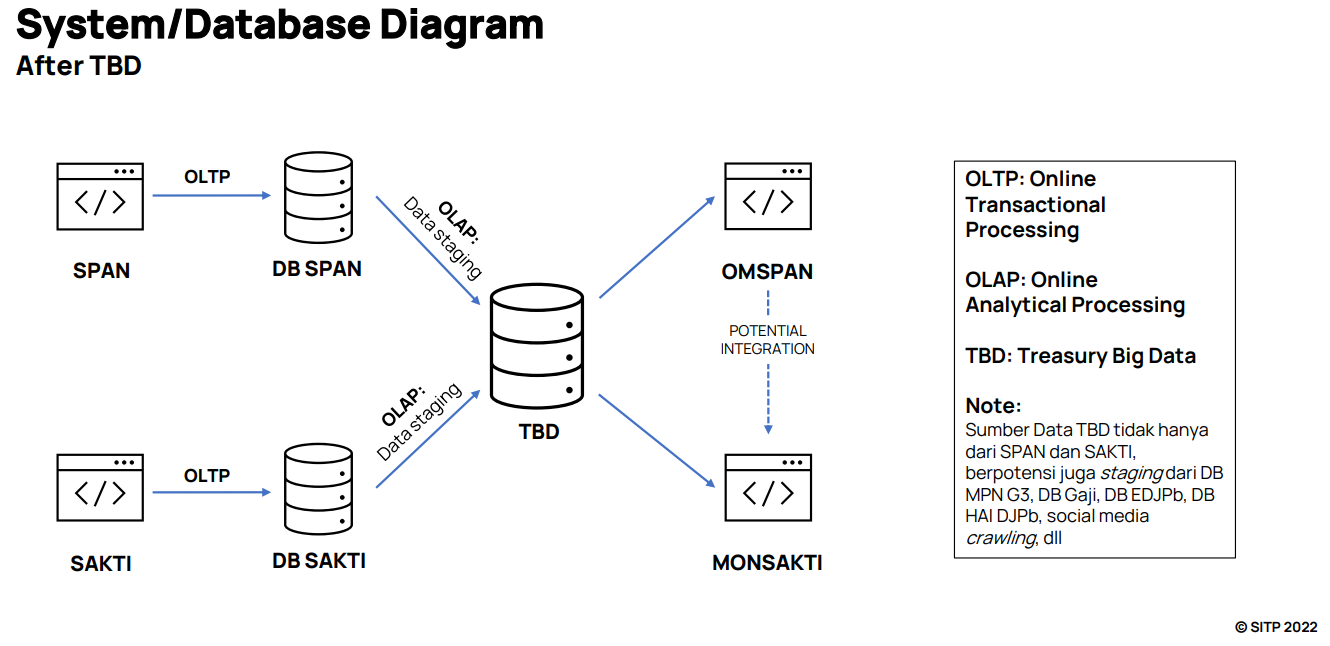 System/Database Diagram
After TBD
OLTP
SPAN
DB SPAN
OLAP:
Data staging
OLTP
SAKTI
DB SAKTI
OLAP:
Data staging
TBD
OMSPAN
POTENTIAL
INTEGRATION
MONSAKTI
OLTP: Online
Transactional
Processing
OLAP: Online
Analytical Processing
TBD: Treasury Big Data
Note:
Sumber Data TBD tidak hanya
dari SPAN dan SAKTI,
berpotensi juga staging dari DB
MPN G3, DB Gaji, DB EDJPb, DB
HAI DJPb, social media
crawling, dll
© SITP 2022